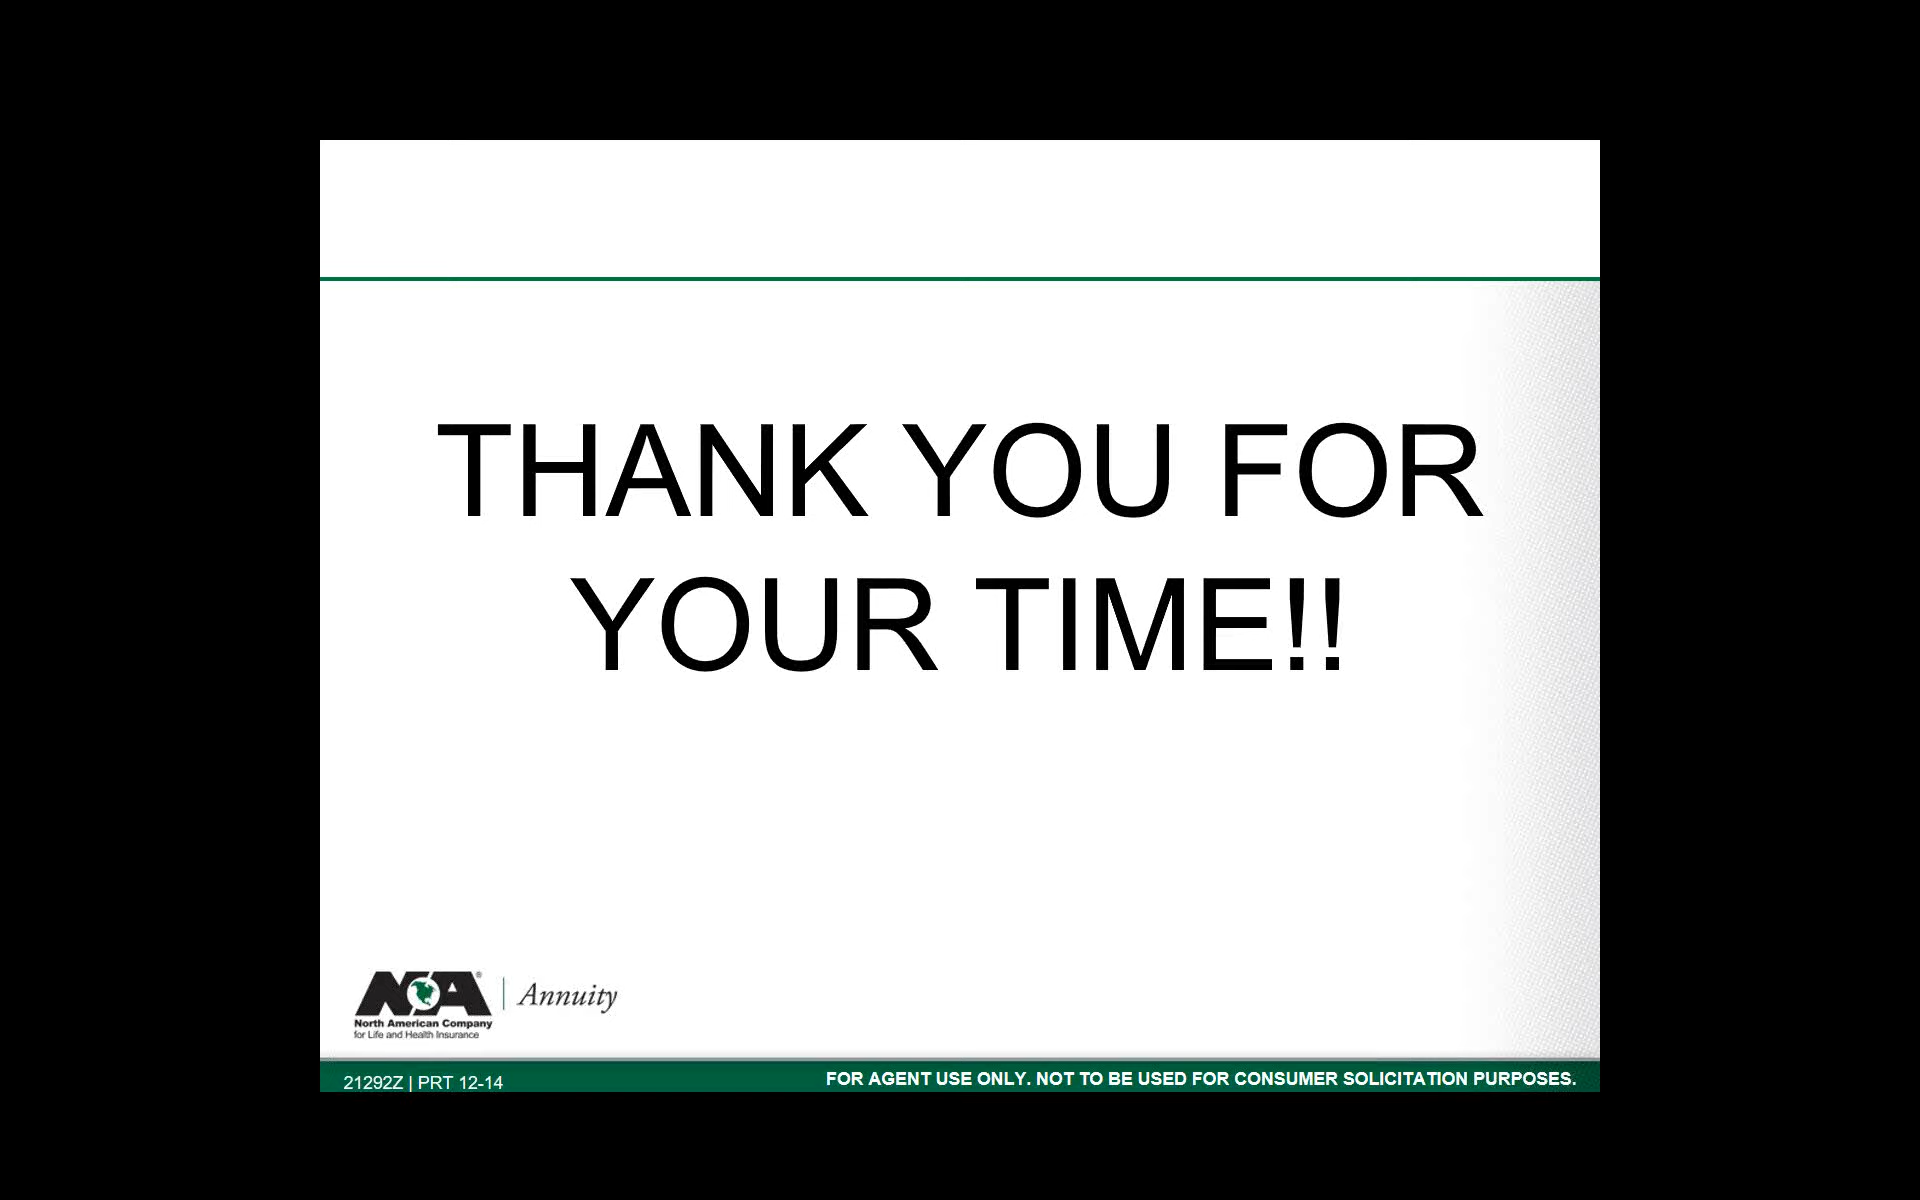 THANK YOU FOR
YOUR TIME!!
NA®
Annuity
North American Company
for Life and Health Insurance
21292Z | PRT 12-14
FOR AGENT USE ONLY. NOT TO BE USED FOR CONSUMER SOLICITATION PURPOSES.